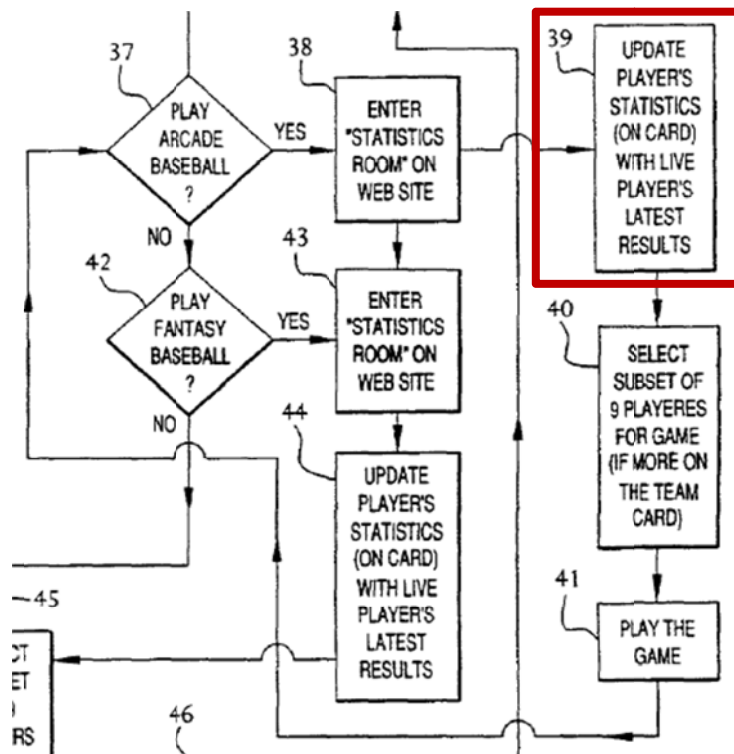 37
PLAY
ARCADE
BASEBALL
?
YES
NO
38
ENTER
"STATISTICS
ROOM" ON
WEB SITE
39
UPDATE
PLAYER'S
STATISTICS
(ON CARD)
WITH LIVE
PLAYER'S
LATEST
RESULTS
42
PLAY
FANTASY
BASEBALL
?
YES
NO
43
ENTER
"STATISTICS
ROOM" ON
WEB SITE
40
SELECT
SUBSET OF
9 PLAYERES
FOR GAME
(IF MORE ON
THE TEAM
CARD)
44
UPDATE
PLAYER'S
STATISTICS
(ON CARD)
WITH LIVE
PLAYER'S
LATEST
RESULTS
41
PLAY THE
GAME
45
CT
ET
)
RS
46